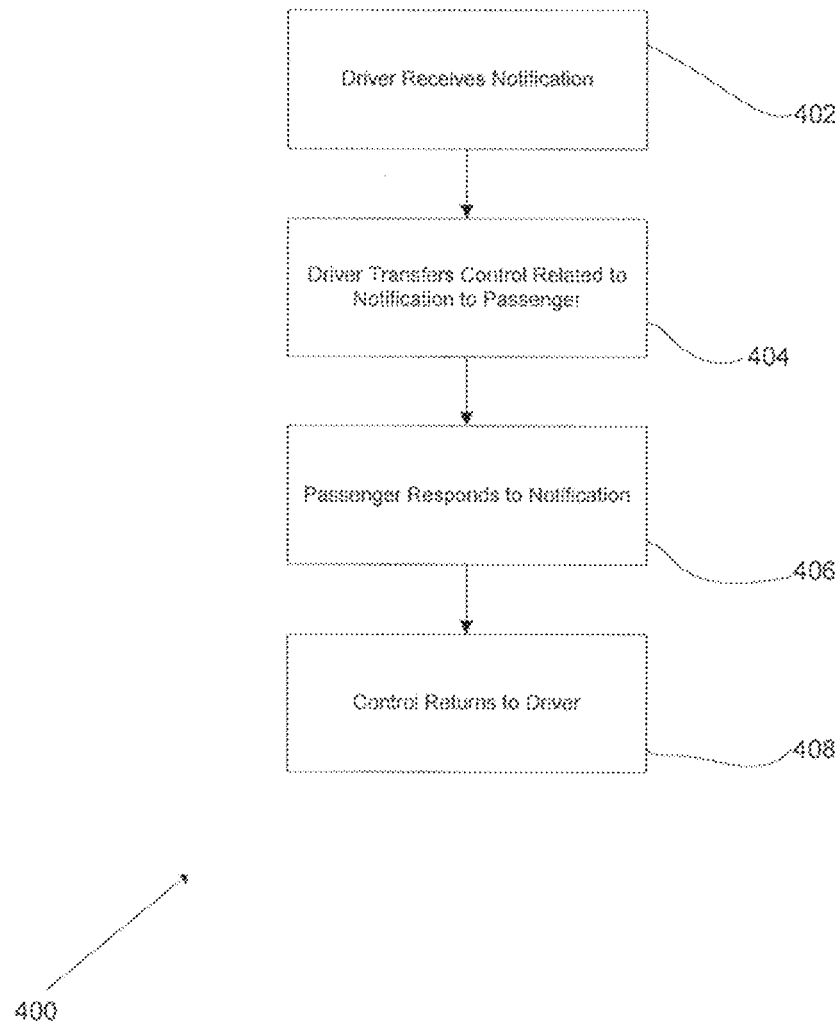 Driver Receives Notification
402
Driver Transfers Control Related to
Notification to Passenger
404
Passenger Responds to Notification
406
Control Returns to Driver
408
400